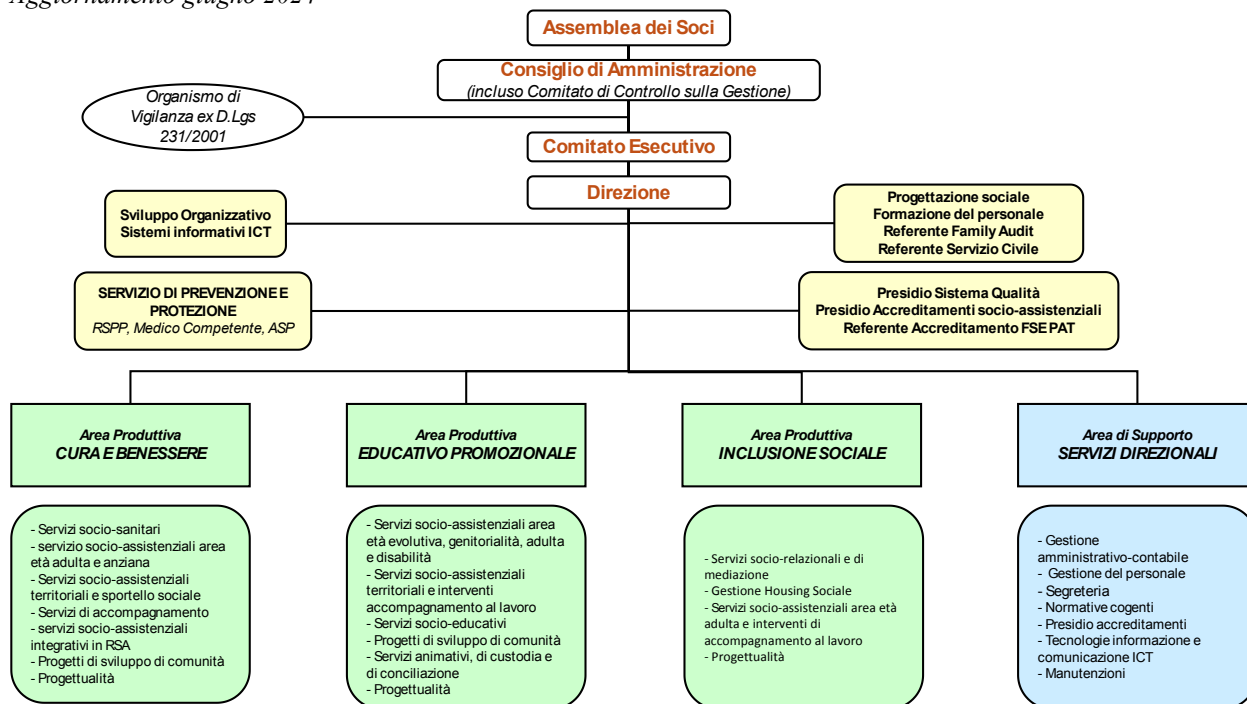 Aggiornamento giugno 2024
Assemblea dei Soci
Consiglio di Amministrazione
(incluso Comitato di Controllo sulla Gestione)
Organismo di
Vigilanza ex D.Lgs
231/2001
Comitato Esecutivo
Direzione
Sviluppo Organizzativo
Sistemi informativi ICT
Progettazione sociale
Formazione del personale
Referente Family Audit
Referente Servizio Civile
SERVIZIO DI PREVENZIONE E
PROTEZIONE
RSPP, Medico Competente, ASP
Presidio Sistema Qualità
Presidio Accreditamenti socio-assistenziali
Referente Accreditamento FSE PAT
Area Produttiva
CURA E BENESSERE
Area Produttiva
EDUCATIVO PROMOZIONALE
Area Produttiva
INCLUSIONE SOCIALE
Area di Supporto
SERVIZI DIREZIONALI
- Servizi socio-sanitari
- servizio socio-assistenziali area
età adulta e anziana
- Servizi socio-assistenziali
territoriali e sportello sociale
- Servizi di accompagnamento
- servizi socio-assistenziali
integrativi in RSA
- Progetti di sviluppo di comunità
- Progettualità
- Servizi socio-assistenziali area
età evolutiva, genitorialità, adulta
e disabilità
- Servizi socio-assistenziali
territoriali e interventi
accompagnamento al lavoro
- Servizi socio-educativi
- Progetti di sviluppo di comunità
- Servizi animativi, di custodia e
di conciliazione
- Progettualità
- Servizi socio-relazionali e di
mediazione
- Gestione Housing Sociale
- Servizi socio-assistenziali area età
adulta e interventi di
accompagnamento al lavoro
- Progettualità
- Gestione
amministrativo-contabile
- Gestione del personale
- Segreteria
- Normative cogenti
- Presidio accreditamenti
- Tecnologie informazione e
comunicazione ICT
- Manutenzioni